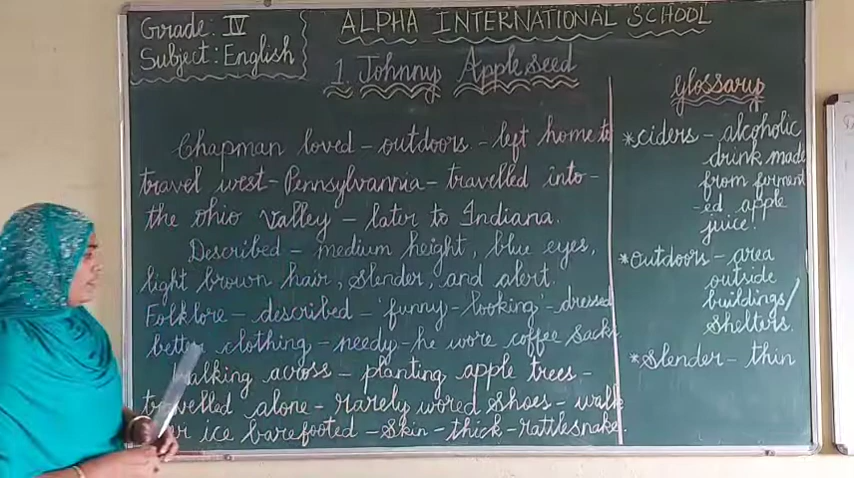 Grade: IV
Subject: English
ALPHA INTERNATIONAL SCHOOL
1. Johnny Appleseed
Chapman loved - outdoors - left home to
travel west - Pennsylvannia - travelled into -
the ohio valley - later to Indiana.
Described - medium height, blue eyes,
light brown hair, slender, and alert.
Folklore - described - 'funny-looking' - dressed
better clothing - needy - he wore coffee sacks
walking across - planting apple trees -
travelled alone - rarely wored shoes - walk
ice barefooted - skin - thick - rattlesnake.
Glossary
*ciders - alcoholic
drink made
from ferment
-ed apple
juice.
*outdoors - area
outside
buildings/
shelters.
*slender - thin